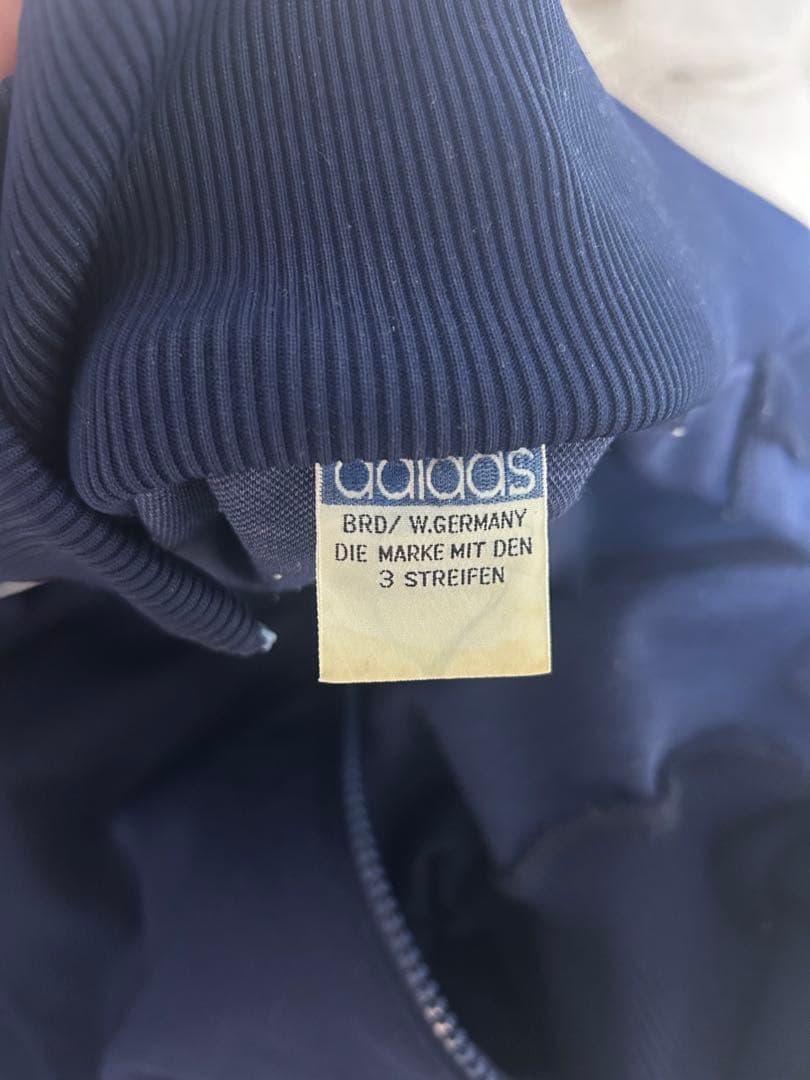 adidas
BRD/ W.GERMANY
DIE MARKE MIT DEN
3 STREIFEN